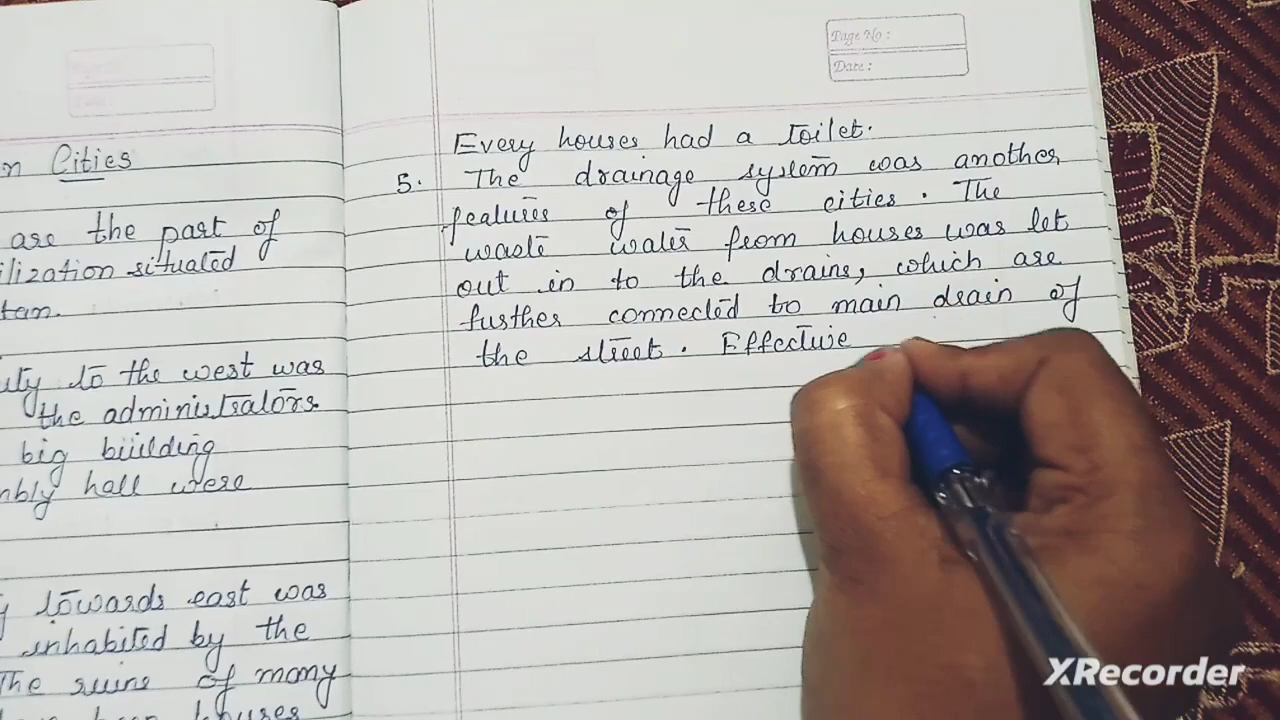 n Cities
are the part of
ilization situated
tan.
uty to the west was
the administrators.
big building
mbly hall were
towards east was
inhabited by the
The ruins of many
houses
Page No :
Date :
Every houses had a toilet.
5. The drainage system was another
features of these cities. The
waste water from houses was let
out in to the drains, which are
further connected to main drain of
the street. Effective
XRecorder